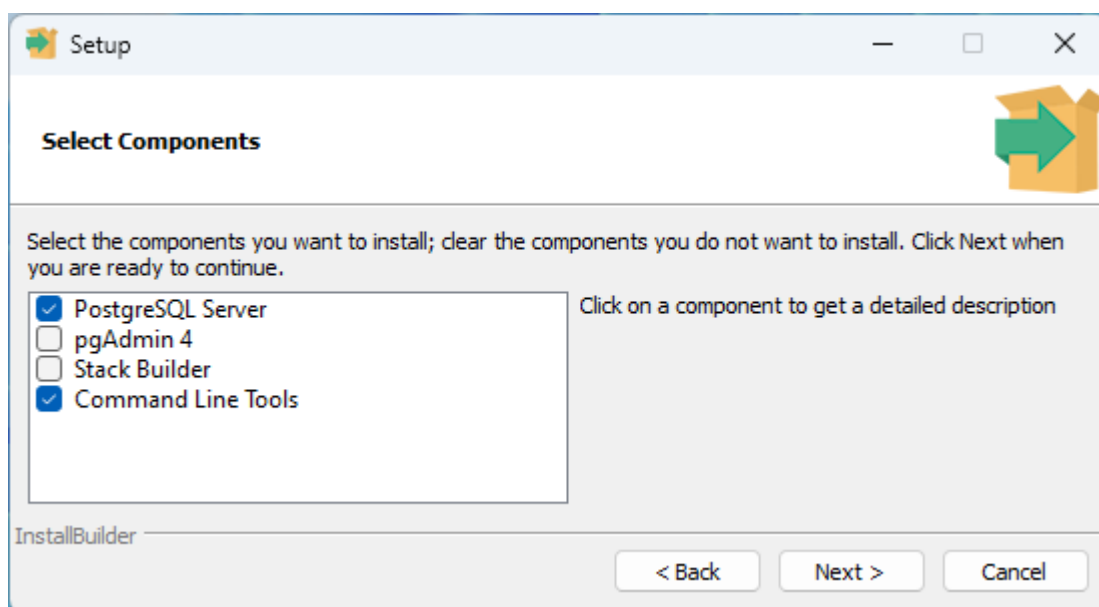 Setup
Select Components
Select the components you want to install; clear the components you do not want to install. Click Next when
you are ready to continue.
PostgreSQL Server
pgAdmin 4
Stack Builder
Command Line Tools
Click on a component to get a detailed description
InstallBuilder
< Back
Next >
Cancel